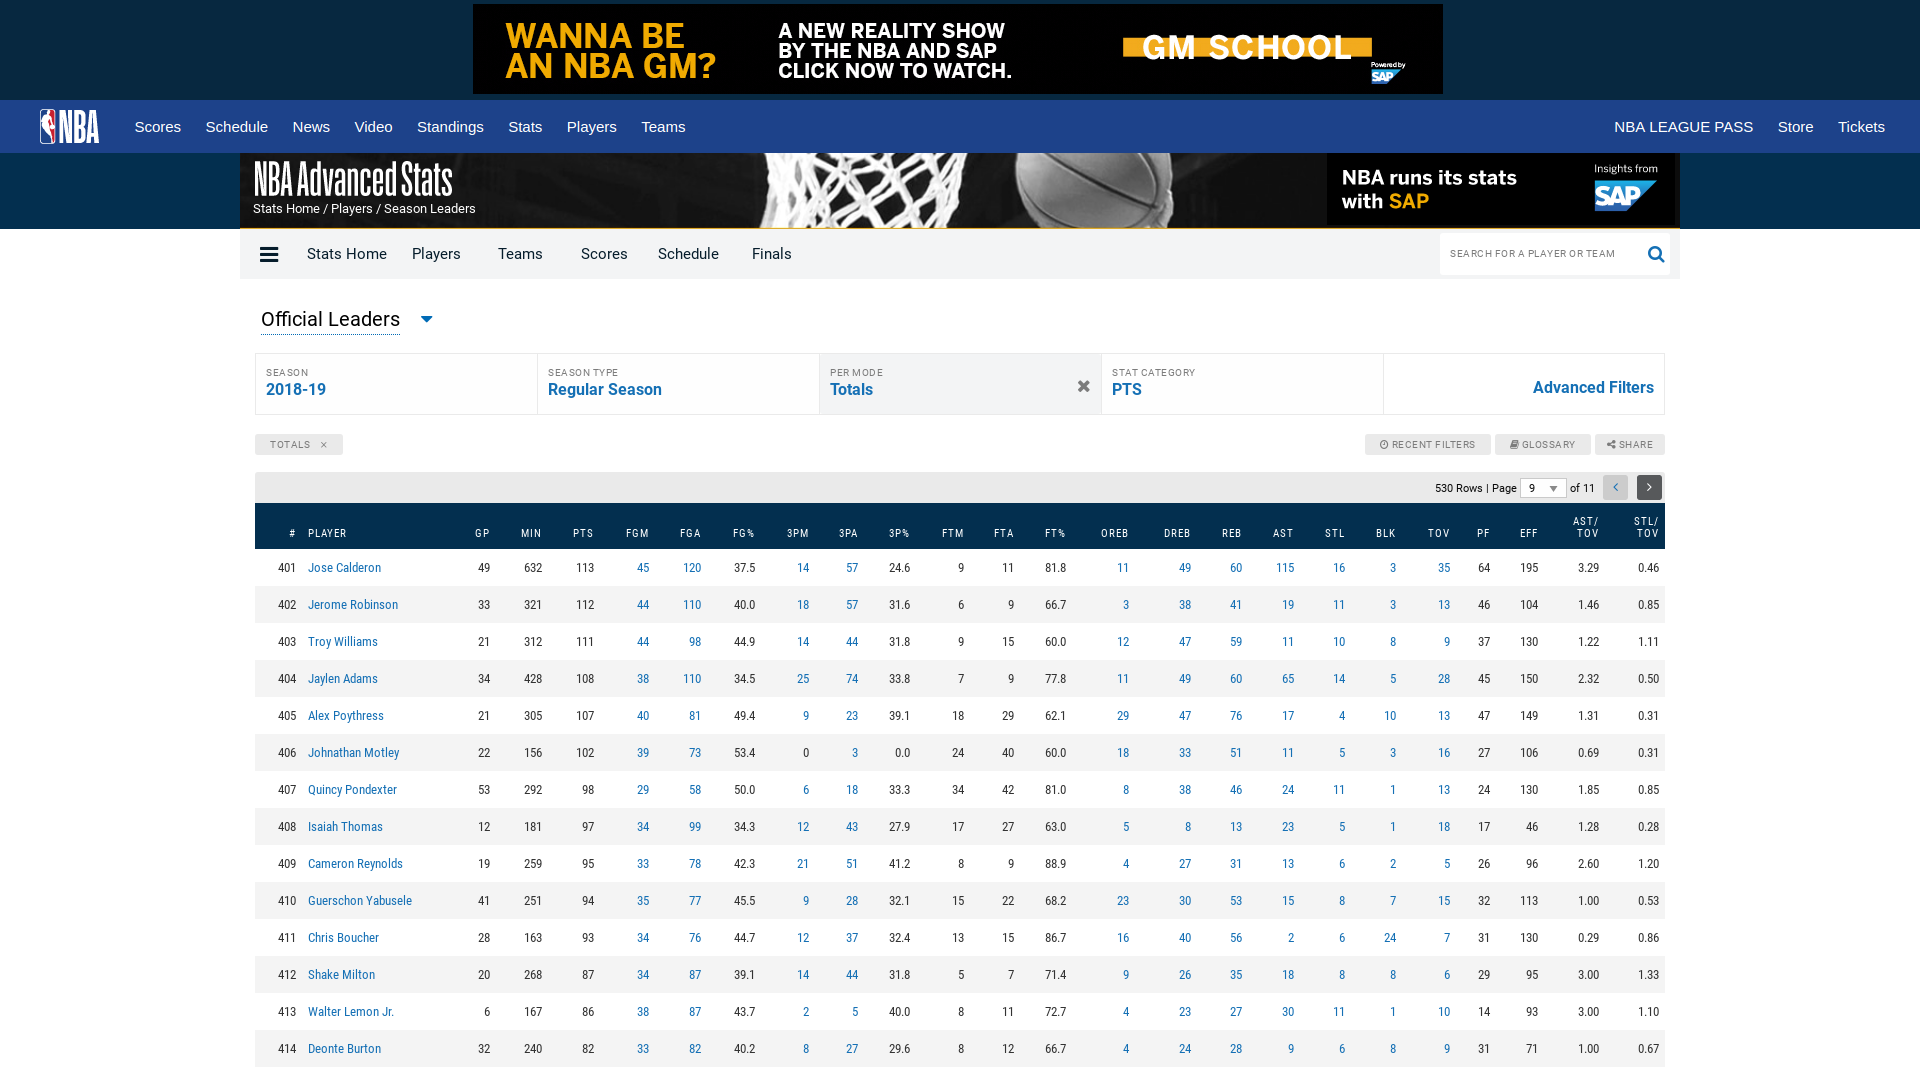 WANNA BE
AN NBA GM?
A NEW REALITY SHOW
BY THE NBA AND SAP
CLICK NOW TO WATCH.
GM SCHOOL
Powered by
SAP
NBA Scores Schedule News Video Standings Stats Players Teams NBA LEAGUE PASS Store Tickets
NBA Advanced Stats
Stats Home / Players / Season Leaders
NBA runs its stats
with SAP
Insights from
SAP
Stats Home Players Teams Scores Schedule Finals SEARCH FOR A PLAYER OR TEAM
Official Leaders
SEASON SEASON TYPE PER MODE STAT CATEGORY
2018-19 Regular Season Totals ✖ PTS Advanced Filters
TOTALS × RECENT FILTERS GLOSSARY SHARE
530 Rows | Page 9 of 11
# PLAYER GP MIN PTS FGM FGA FG% 3PM 3PA 3P% FTM FTA FT% OREB DREB REB AST STL BLK TOV PF EFF AST/TOV STL/TOV
401 Jose Calderon 49 632 113 45 120 37.5 14 57 24.6 9 11 81.8 11 49 60 115 16 3 35 64 195 3.29 0.46
402 Jerome Robinson 33 321 112 44 110 40.0 18 57 31.6 6 9 66.7 3 38 41 19 11 3 13 46 104 1.46 0.85
403 Troy Williams 21 312 111 44 98 44.9 14 44 31.8 9 15 60.0 12 47 59 11 10 8 9 37 130 1.22 1.11
404 Jaylen Adams 34 428 108 38 110 34.5 25 74 33.8 7 9 77.8 11 49 60 65 14 5 28 45 150 2.32 0.50
405 Alex Poythress 21 305 107 40 81 49.4 9 23 39.1 18 29 62.1 29 47 76 17 4 10 13 47 149 1.31 0.31
406 Johnathan Motley 22 156 102 39 73 53.4 0 3 0.0 24 40 60.0 18 33 51 11 5 3 16 27 106 0.69 0.31
407 Quincy Pondexter 53 292 98 29 58 50.0 6 18 33.3 34 42 81.0 8 38 46 24 11 1 13 24 130 1.85 0.85
408 Isaiah Thomas 12 181 97 34 99 34.3 12 43 27.9 17 27 63.0 5 8 13 23 5 1 18 17 46 1.28 0.28
409 Cameron Reynolds 19 259 95 33 78 42.3 21 51 41.2 8 9 88.9 4 27 31 13 6 2 5 26 96 2.60 1.20
410 Guerschon Yabusele 41 251 94 35 77 45.5 9 28 32.1 15 22 68.2 23 30 53 15 8 7 15 32 113 1.00 0.53
411 Chris Boucher 28 163 93 34 76 44.7 12 37 32.4 13 15 86.7 16 40 56 2 6 24 7 31 130 0.29 0.86
412 Shake Milton 20 268 87 34 87 39.1 14 44 31.8 5 7 71.4 9 26 35 18 8 8 6 29 95 3.00 1.33
413 Walter Lemon Jr. 6 167 86 38 87 43.7 2 5 40.0 8 11 72.7 4 23 27 30 11 1 10 14 93 3.00 1.10
414 Deonte Burton 32 240 82 33 82 40.2 8 27 29.6 8 12 66.7 4 24 28 9 6 8 9 31 71 1.00 0.67